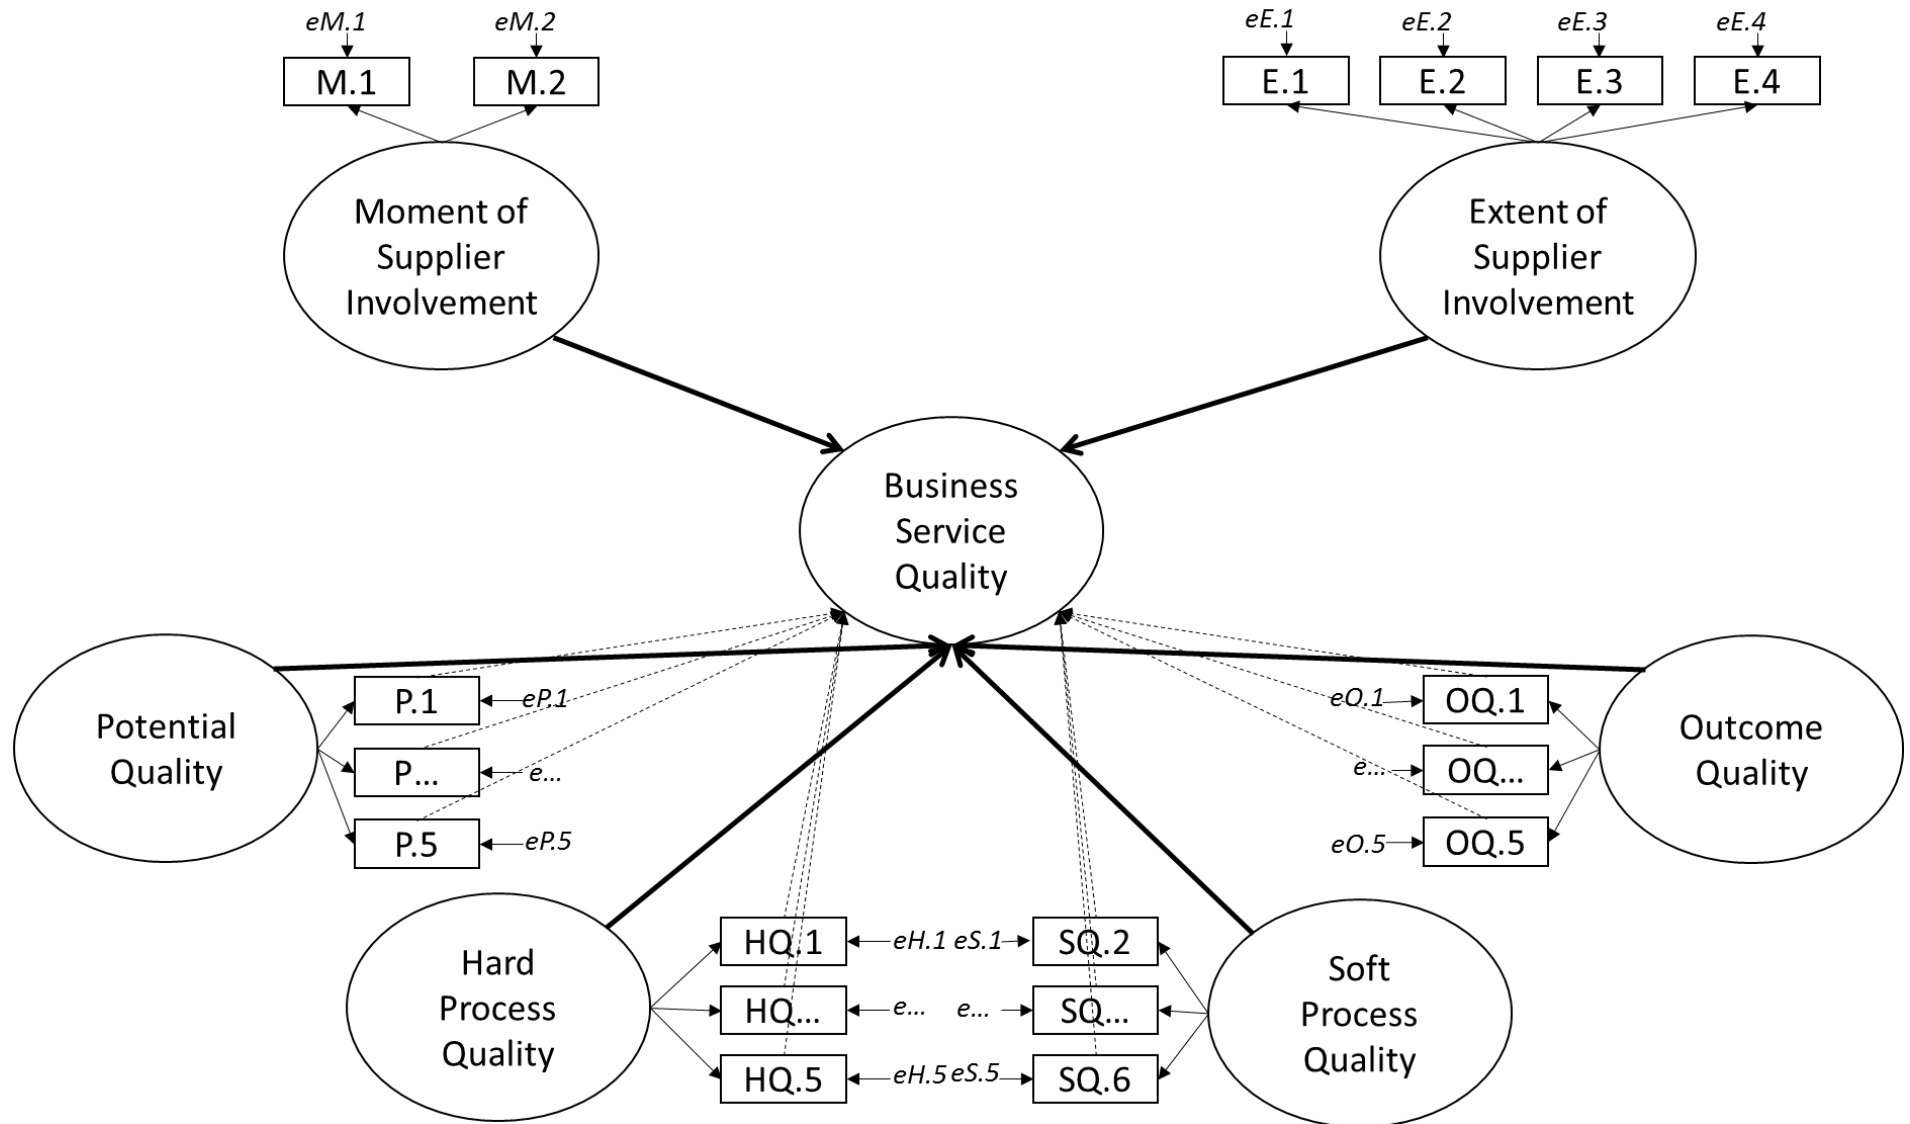 eM.1
eM.2
eE.1
eE.2
eE.3
eE.4
M.1
M.2
E.1
E.2
E.3
E.4
Moment of
Supplier
Involvement
Extent of
Supplier
Involvement
Business
Service
Quality
Potential
Quality
P.1
eP.1
P...
e...
P.5
eP.5
eO.1
OQ.1
e...
OQ...
eO.5
OQ.5
Outcome
Quality
Hard
Process
Quality
HQ.1
eH.1
eS.1
SQ.2
HQ...
e...
e...
SQ...
HQ.5
eH.5
eS.5
SQ.6
Soft
Process
Quality